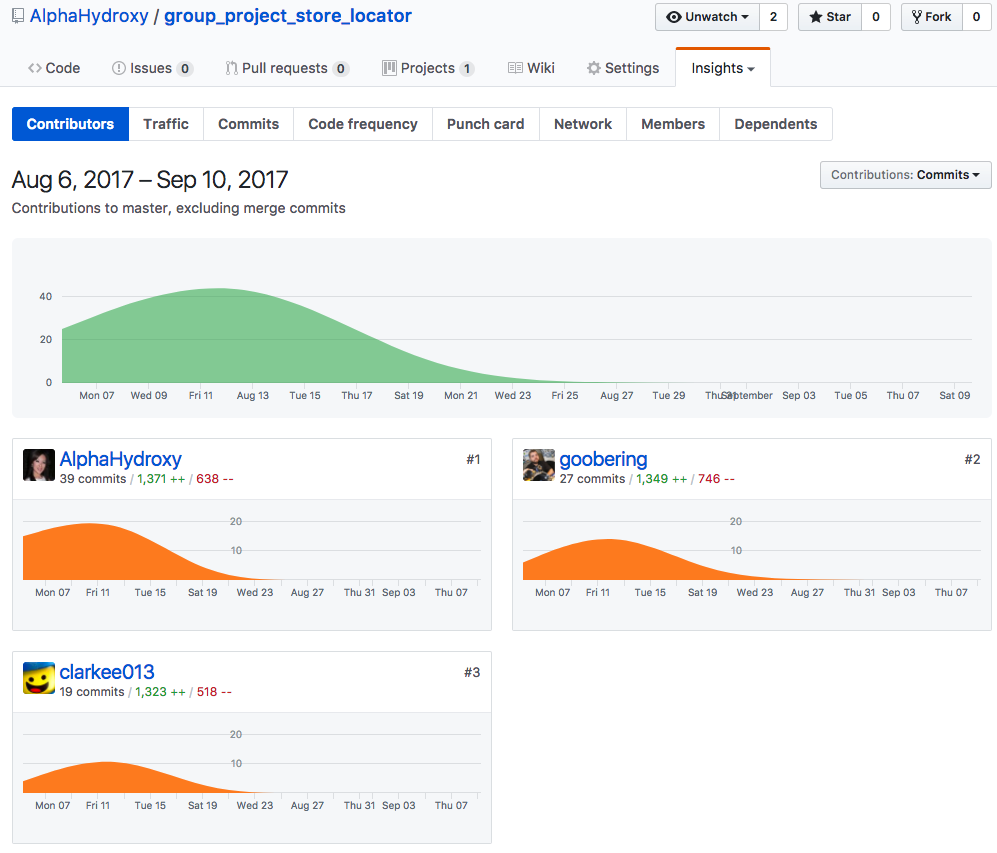 AlphaHydroxy / group_project_store_locator
Unwatch 2 Star 0 Fork 0
Code Issues 0 Pull requests 0 Projects 1 Wiki Settings Insights
Contributors Traffic Commits Code frequency Punch card Network Members Dependents
Aug 6, 2017 – Sep 10, 2017
Contributions: Commits
Contributions to master, excluding merge commits
40
20
0
Mon 07 Wed 09 Fri 11 Aug 13 Tue 15 Thu 17 Sat 19 Mon 21 Wed 23 Fri 25 Aug 27 Tue 29 Thu 31 September Sep 03 Tue 05 Thu 07 Sat 09
AlphaHydroxy #1
39 commits / 1,371 ++ / 638 --
20
10
Mon 07 Fri 11 Tue 15 Sat 19 Wed 23 Aug 27 Thu 31 Sep 03 Thu 07
goobering #2
27 commits / 1,349 ++ / 746 --
20
10
Mon 07 Fri 11 Tue 15 Sat 19 Wed 23 Aug 27 Thu 31 Sep 03 Thu 07
clarkee013 #3
19 commits / 1,323 ++ / 518 --
20
10
Mon 07 Fri 11 Tue 15 Sat 19 Wed 23 Aug 27 Thu 31 Sep 03 Thu 07